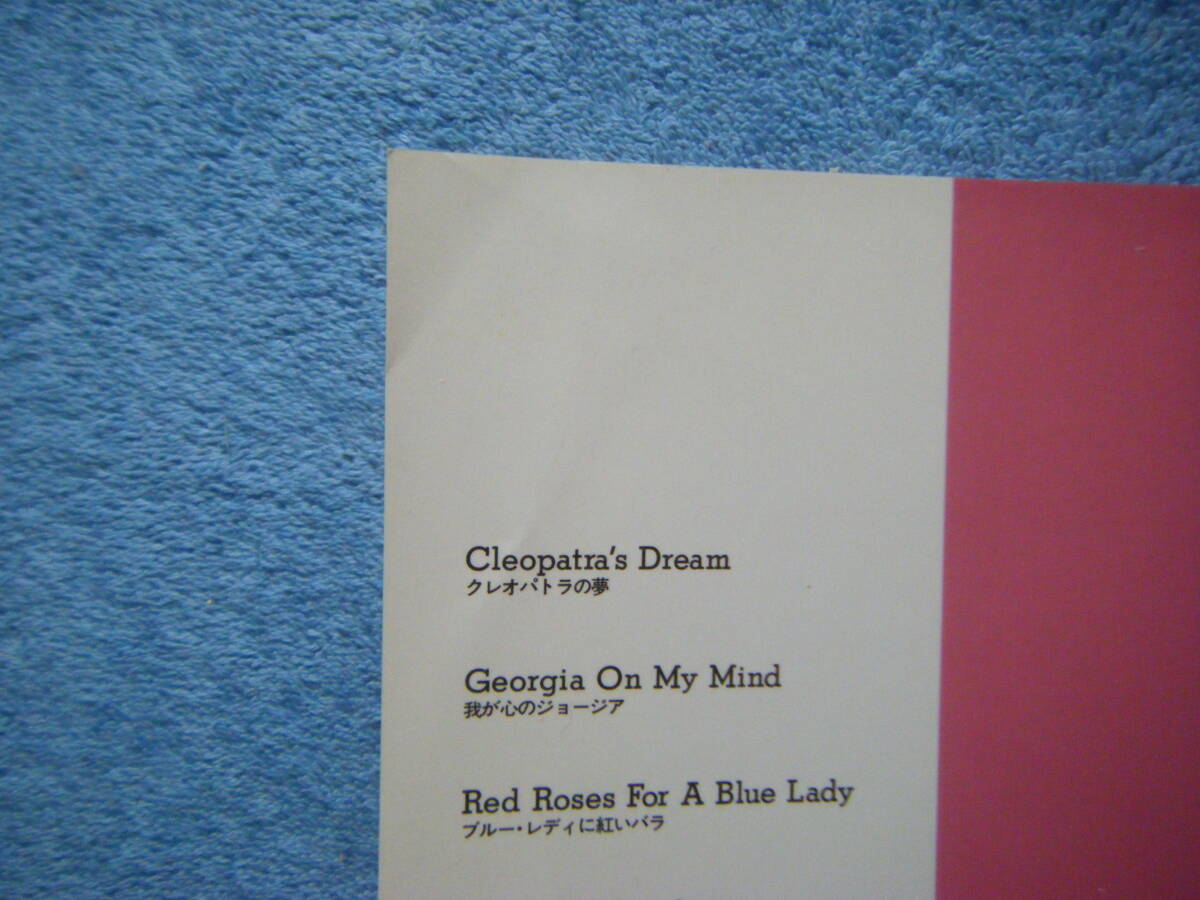 Cleopatra's Dream
クレオパトラの夢
Georgia On My Mind
我が心のジョージア
Red Roses For A Blue Lady
ブルー・レディに紅いバラ